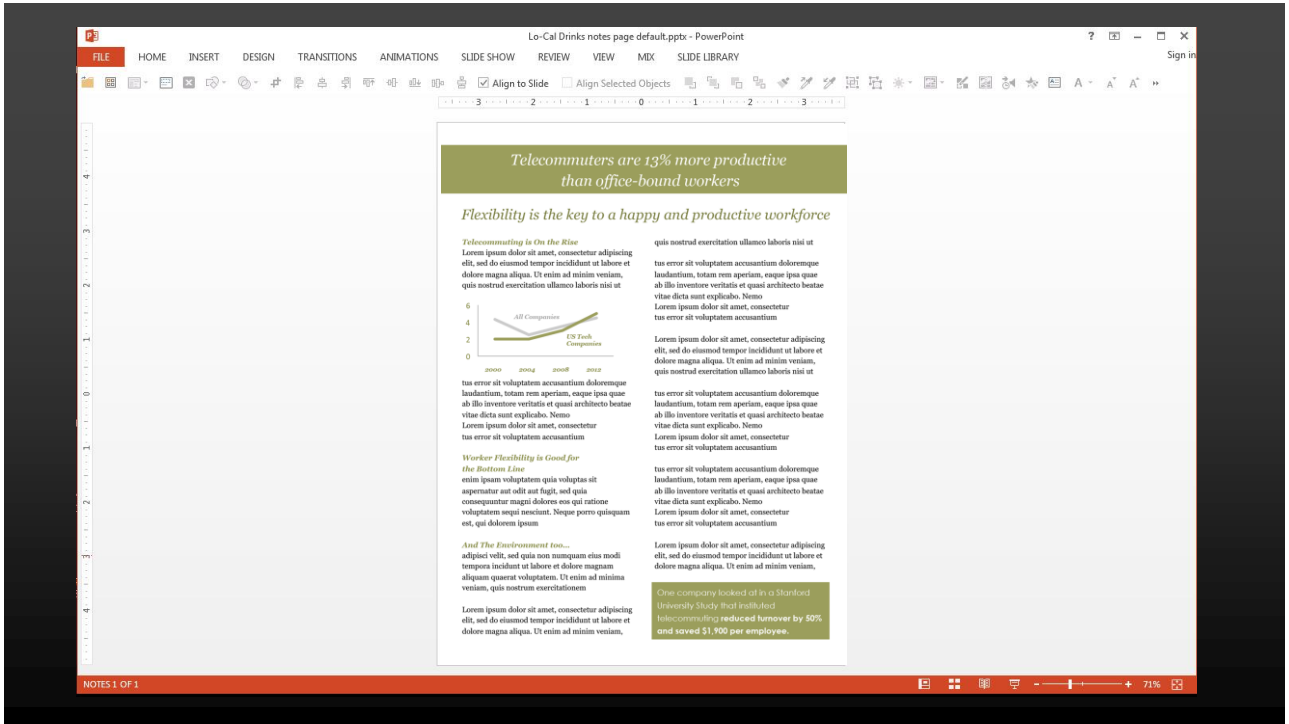 Lo-Cal Drinks notes page default.pptx - PowerPoint
?
Sign in
FILE HOME INSERT DESIGN TRANSITIONS ANIMATIONS SLIDE SHOW REVIEW VIEW MIX SLIDE LIBRARY
Align to Slide Align Selected Objects
3 2 1 0 1 2 3
4
3
2
1
0
1
2
3
4
Telecommuters are 13% more productive
than office-bound workers
Flexibility is the key to a happy and productive workforce
Telecommuting is On the Rise
Lorem ipsum dolor sit amet, consectetur adipiscing
elit, sed do eiusmod tempor incididunt ut labore et
dolore magna aliqua. Ut enim ad minim veniam,
quis nostrud exercitation ullamco laboris nisi ut
6
4
2
0
All Companies
US Tech
Companies
2000 2004 2008 2012
tus error sit voluptatem accusantium doloremque
laudantium, totam rem aperiam, eaque ipsa quae
ab illo inventore veritatis et quasi architecto beatae
vitae dicta sunt explicabo. Nemo
Lorem ipsum dolor sit amet, consectetur
tus error sit voluptatem accusantium
Worker Flexibility is Good for
the Bottom Line
enim ipsam voluptatem quia voluptas sit
aspernatur aut odit aut fugit, sed quia
consequuntur magni dolores eos qui ratione
voluptatem sequi nesciunt. Neque porro quisquam
est, qui dolorem ipsum
And The Environment too...
adipisci velit, sed quia non numquam eius modi
tempora incidunt ut labore et dolore magnam
aliquam quaerat voluptatem. Ut enim ad minima
veniam, quis nostrum exercitationem
Lorem ipsum dolor sit amet, consectetur adipiscing
elit, sed do eiusmod tempor incididunt ut labore et
dolore magna aliqua. Ut enim ad minim veniam,
quis nostrud exercitation ullamco laboris nisi ut
tus error sit voluptatem accusantium doloremque
laudantium, totam rem aperiam, eaque ipsa quae
ab illo inventore veritatis et quasi architecto beatae
vitae dicta sunt explicabo. Nemo
Lorem ipsum dolor sit amet, consectetur
tus error sit voluptatem accusantium
Lorem ipsum dolor sit amet, consectetur adipiscing
elit, sed do eiusmod tempor incididunt ut labore et
dolore magna aliqua. Ut enim ad minim veniam,
quis nostrud exercitation ullamco laboris nisi ut
tus error sit voluptatem accusantium doloremque
laudantium, totam rem aperiam, eaque ipsa quae
ab illo inventore veritatis et quasi architecto beatae
vitae dicta sunt explicabo. Nemo
Lorem ipsum dolor sit amet, consectetur
tus error sit voluptatem accusantium
tus error sit voluptatem accusantium doloremque
laudantium, totam rem aperiam, eaque ipsa quae
ab illo inventore veritatis et quasi architecto beatae
vitae dicta sunt explicabo. Nemo
Lorem ipsum dolor sit amet, consectetur
tus error sit voluptatem accusantium
Lorem ipsum dolor sit amet, consectetur adipiscing
elit, sed do eiusmod tempor incididunt ut labore et
dolore magna aliqua. Ut enim ad minim veniam,
One company looked at in a Stanford
University Study that instituted
telecommuting reduced turnover by 50%
and saved $1,900 per employee.
NOTES 1 OF 1
71%